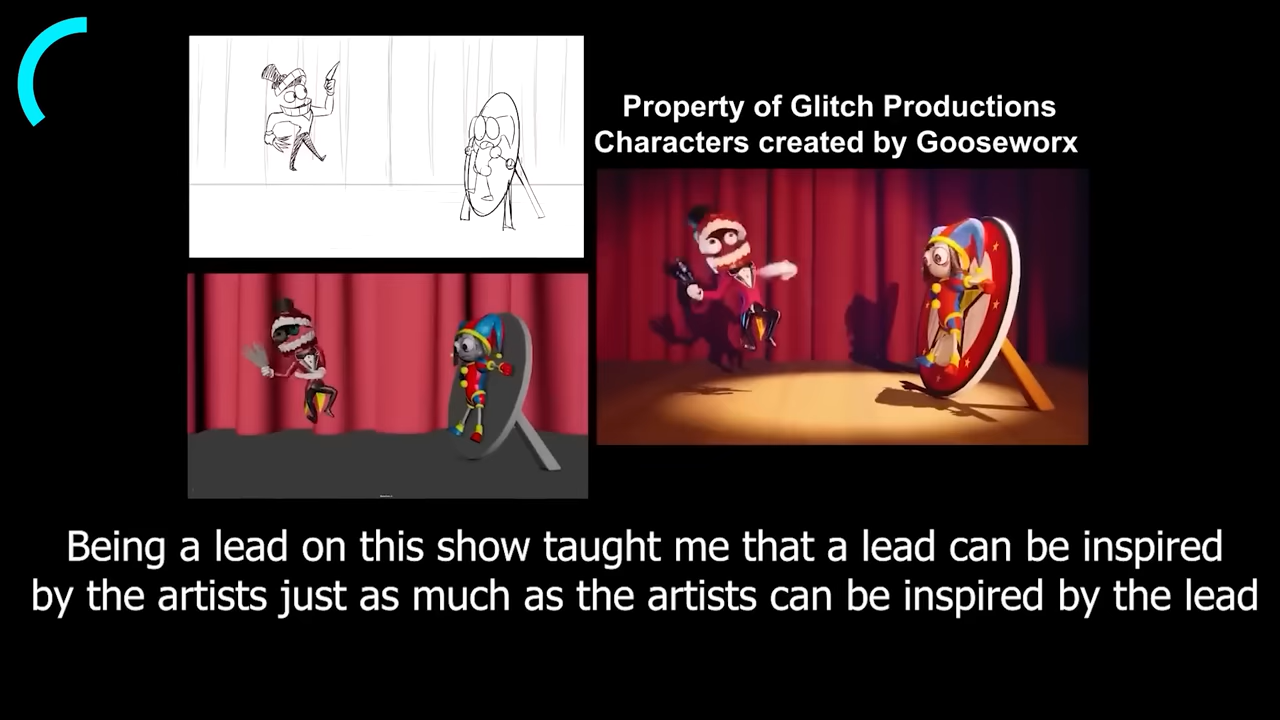 Property of Glitch Productions
Characters created by Gooseworx
Being a lead on this show taught me that a lead can be inspired
by the artists just as much as the artists can be inspired by the lead